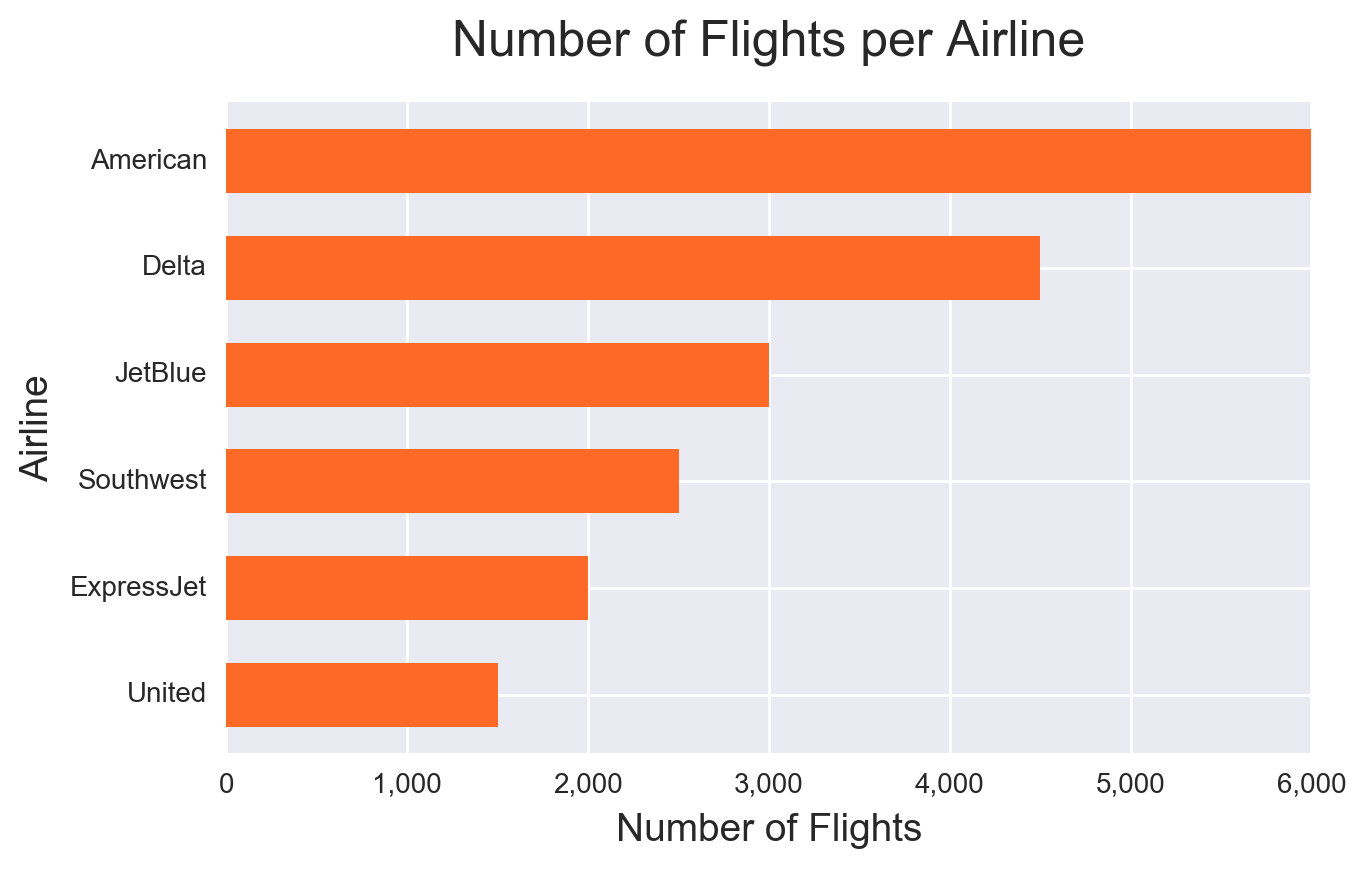 Number of Flights per Airline
American
Delta
JetBlue
Southwest
ExpressJet
United
Airline
0 1,000 2,000 3,000 4,000 5,000 6,000
Number of Flights